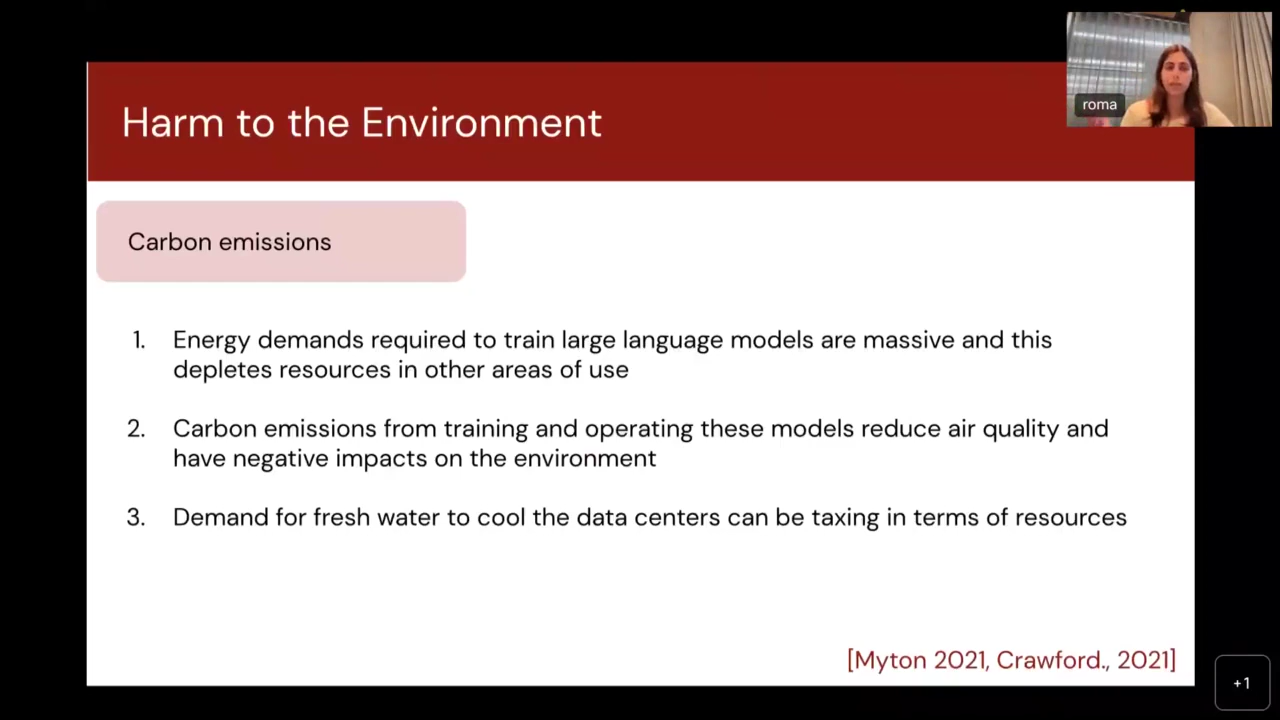 Harm to the Environment
roma
Carbon emissions
1. Energy demands required to train large language models are massive and this
depletes resources in other areas of use
2. Carbon emissions from training and operating these models reduce air quality and
have negative impacts on the environment
3. Demand for fresh water to cool the data centers can be taxing in terms of resources
[Myton 2021, Crawford., 2021]
+1